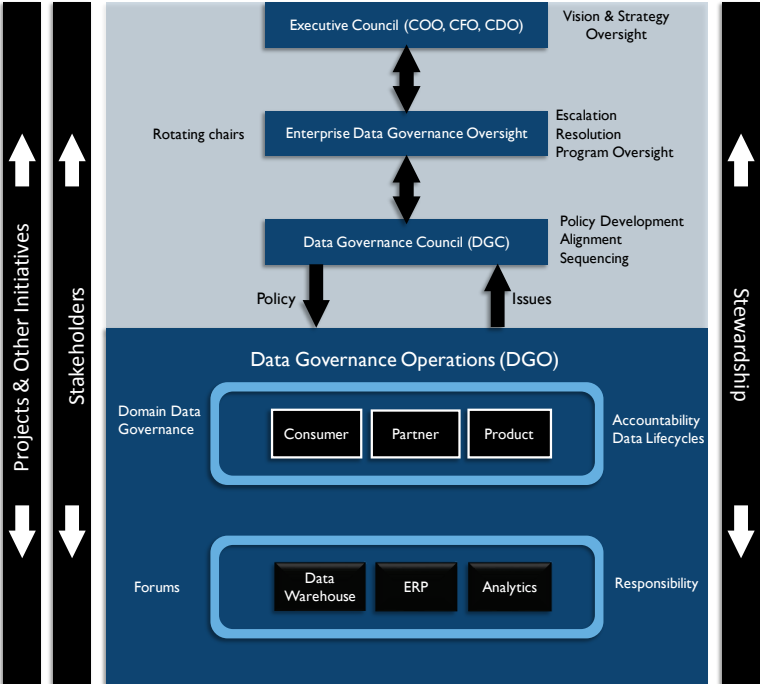 Executive Council (COO, CFO, CDO)
Vision & Strategy
Oversight
Rotating chairs
Enterprise Data Governance Oversight
Escalation
Resolution
Program Oversight
Data Governance Council (DGC)
Policy Development
Alignment
Sequencing
Policy
Issues
Projects & Other Initiatives
Stakeholders
Stewardship
Data Governance Operations (DGO)
Domain Data
Governance
Consumer
Partner
Product
Accountability
Data Lifecycles
Forums
Data
Warehouse
ERP
Analytics
Responsibility